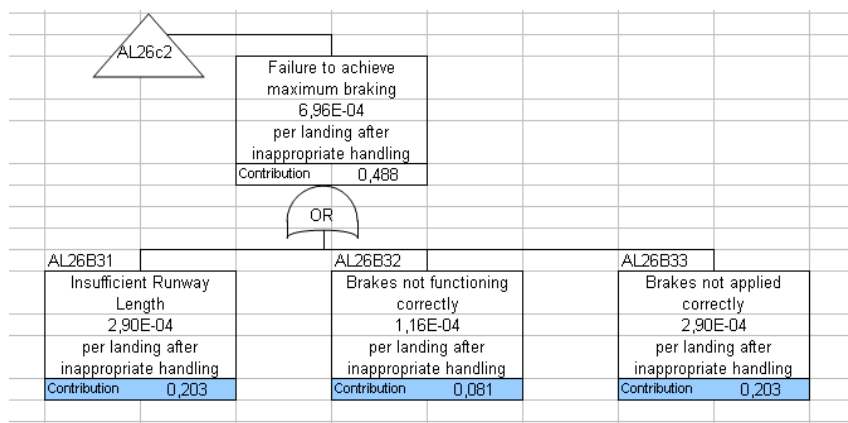 AL26c2
Failure to achieve
maximum braking
6,96E-04
per landing after
inappropriate handling
Contribution 0,488
OR
AL26B31
Insufficient Runway
Length
2,90E-04
per landing after
inappropriate handling
Contribution 0,203
AL26B32
Brakes not functioning
correctly
1,16E-04
per landing after
inappropriate handling
Contribution 0,081
AL26B33
Brakes not applied
correctly
2,90E-04
per landing after
inappropriate handling
Contribution 0,203